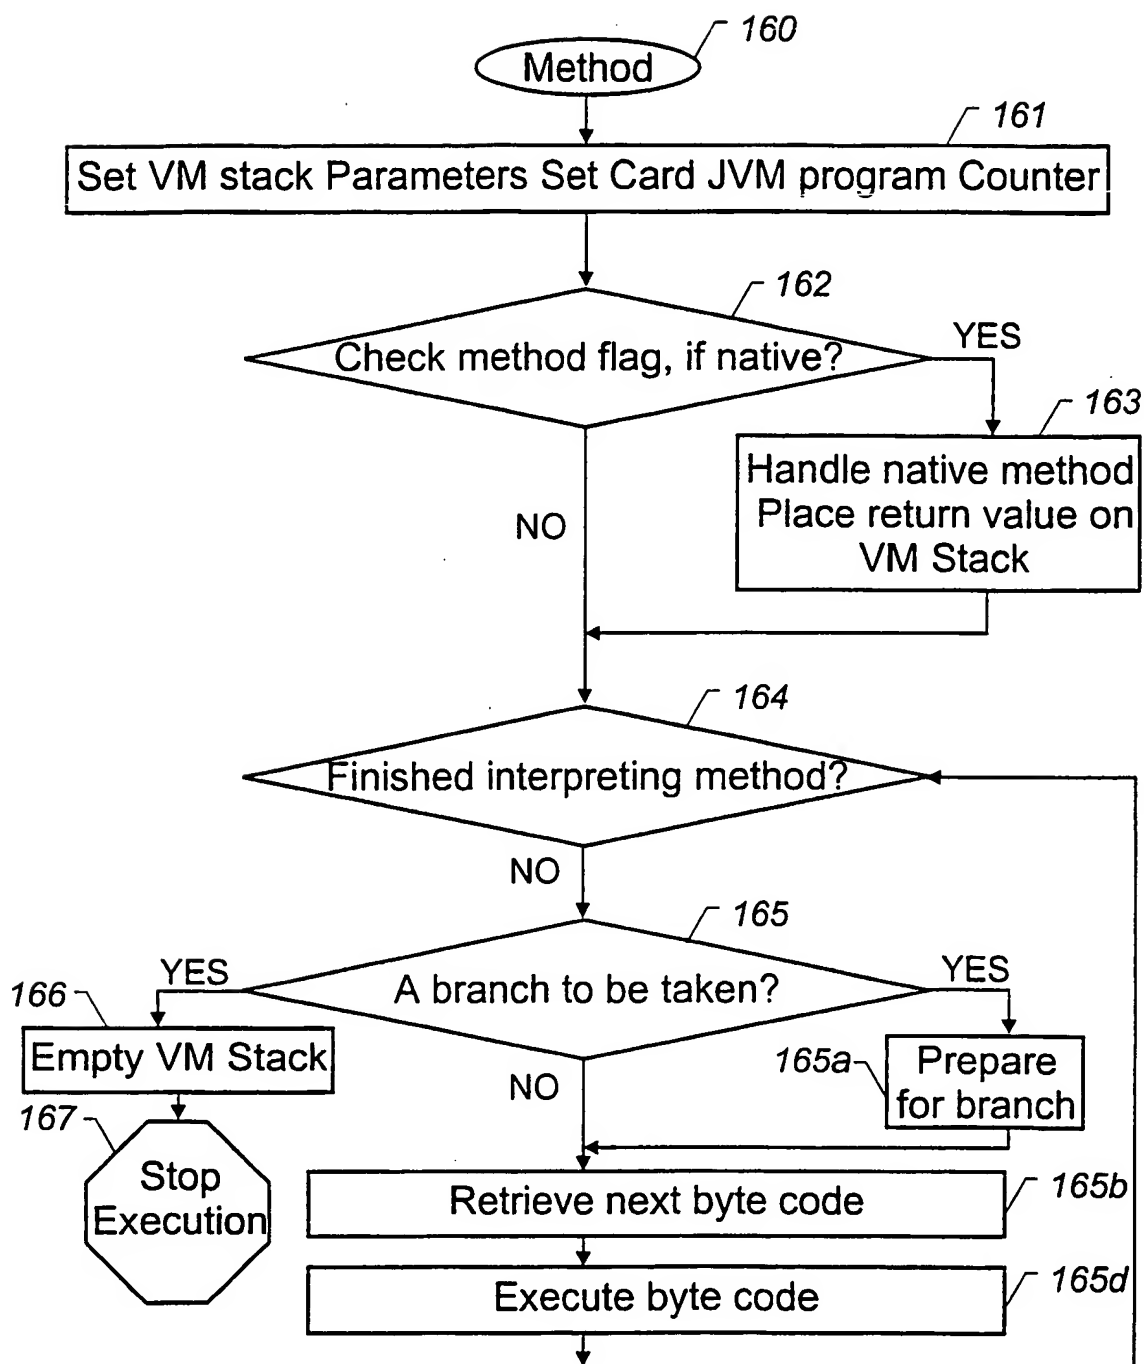 160
Method
161
Set VM stack Parameters Set Card JVM program Counter
162
Check method flag, if native?
YES
163
Handle native method
Place return value on
VM Stack
NO
164
Finished interpreting method?
NO
165
A branch to be taken?
YES
YES
166
Empty VM Stack
165a
Prepare
for branch
NO
167
Stop
Execution
Retrieve next byte code
165b
Execute byte code
165d